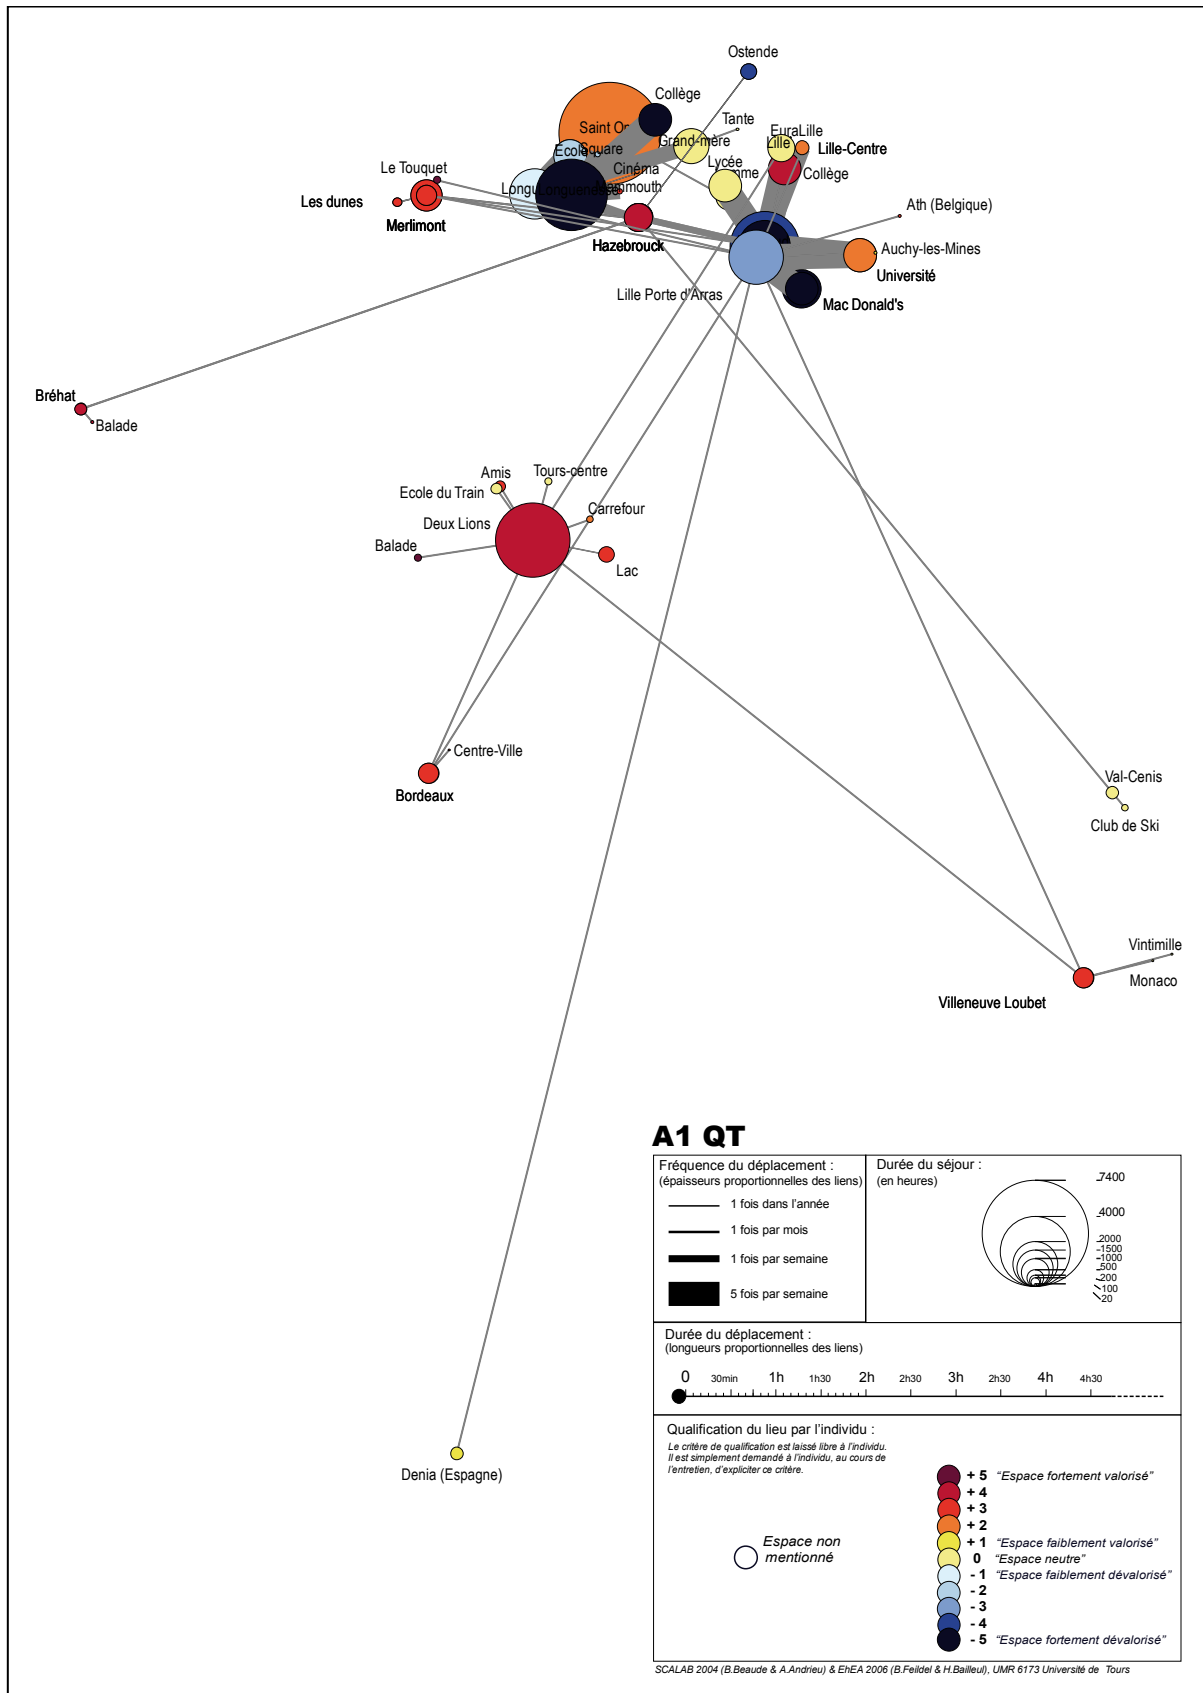 Ostende
Collège
Tante
Saint O
Grand-mère
EuraLille
Lille
Lille-Centre
Ecole
Square
Cinéma
Mammouth
Lycée
Collège
Le Touquet
Longu
Longuenesse
Les dunes
Merlimont
Ath (Belgique)
Hazebrouck
Auchy-les-Mines
Université
Lille Porte d'Arras
Mac Donald's
Bréhat
Balade
Amis
Tours-centre
Ecole du Train
Carrefour
Deux Lions
Balade
Lac
Centre-Ville
Bordeaux
Val-Cenis
Club de Ski
Vintimille
Monaco
Villeneuve Loubet
Denia (Espagne)
A1 QT
Fréquence du déplacement :
(épaisseurs proportionnelles des liens)
1 fois dans l'année
1 fois par mois
1 fois par semaine
5 fois par semaine
Durée du séjour :
(en heures)
7400
4000
2000
1500
1000
500
200
100
20
Durée du déplacement :
(longueurs proportionnelles des liens)
0 30min 1h 1h30 2h 2h30 3h 2h30 4h 4h30
Qualification du lieu par l'individu :
Le critère de qualification est laissé libre à l'individu.
Il est simplement demandé à l'individu, au cours de
l'entretien, d'expliciter ce critère.
Espace non
mentionné
+ 5 "Espace fortement valorisé"
+ 4
+ 3
+ 2
+ 1 "Espace faiblement valorisé"
0 "Espace neutre"
- 1 "Espace faiblement dévalorisé"
- 2
- 3
- 4
- 5 "Espace fortement dévalorisé"
SCALAB 2004 (B.Beaude & A.Andrieu) & EhEA 2006 (B.Feildel & H.Bailleul), UMR 6173 Université de Tours